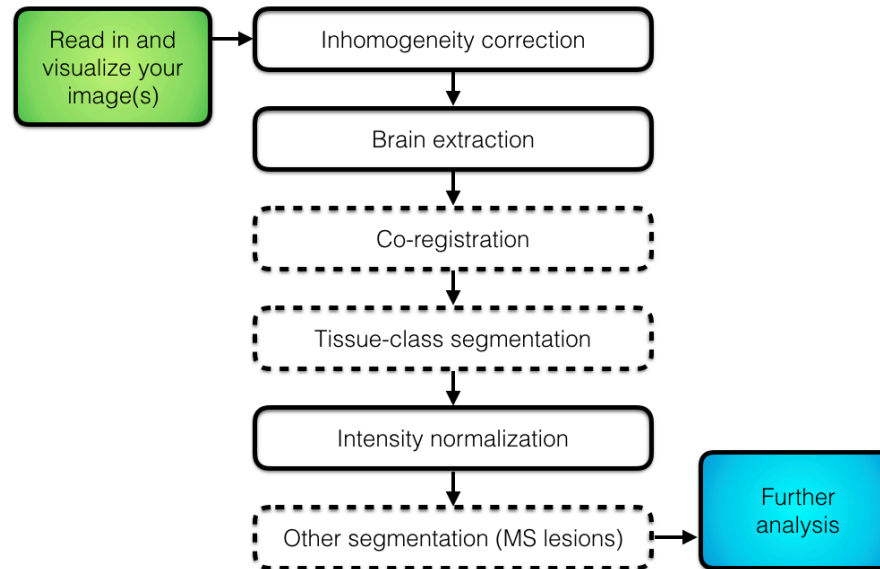 Read in and
visualize your
image(s)
Inhomogeneity correction
Brain extraction
Co-registration
Tissue-class segmentation
Intensity normalization
Other segmentation (MS lesions)
Further
analysis